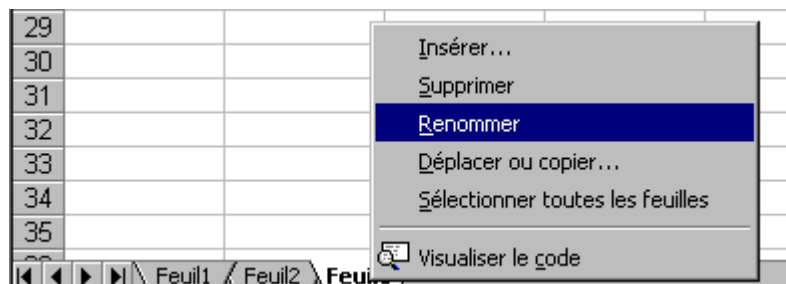 29
30
31
32
33
34
35
Insérer...
Supprimer
Renommer
Déplacer ou copier...
Sélectionner toutes les feuilles
Visualiser le code
Feuil1 Feuil2